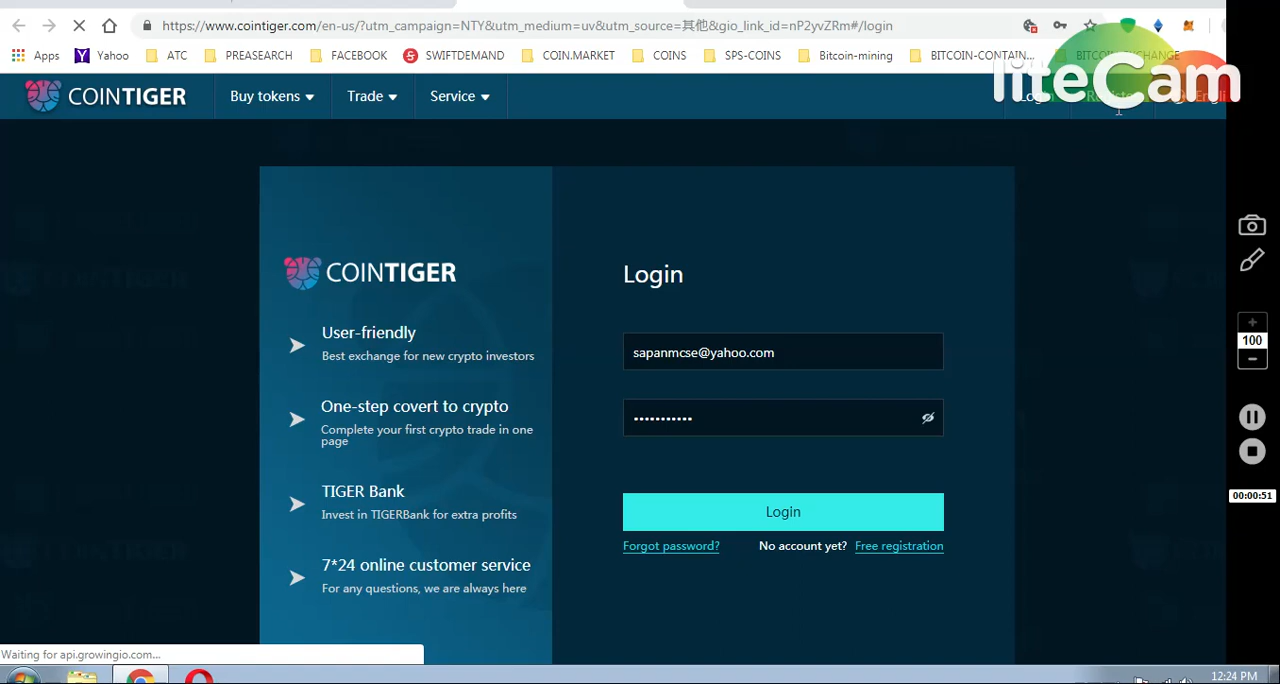 https://www.cointiger.com/en-us/?utm_campaign=NTY&utm_medium=uv&utm_source=其他&gio_link_id=nP2yvZRm#/login
Apps Yahoo ATC PREASEARCH FACEBOOK SWIFTDEMAND COIN.MARKET COINS SPS-COINS Bitcoin-mining BITCOIN-CONTAIN... BITCOIN-EXCHANGE
liteCam
COINTIGER Buy tokens Trade Service Login Register Engli
COINTIGER
User-friendly
Best exchange for new crypto investors
One-step covert to crypto
Complete your first crypto trade in one
page
TIGER Bank
Invest in TIGERBank for extra profits
7*24 online customer service
For any questions, we are always here
Login
sapanmcse@yahoo.com
•••••••••••
Login
Forgot password? No account yet? Free registration
100
00:00:51
Waiting for api.growingio.com...
12:24 PM